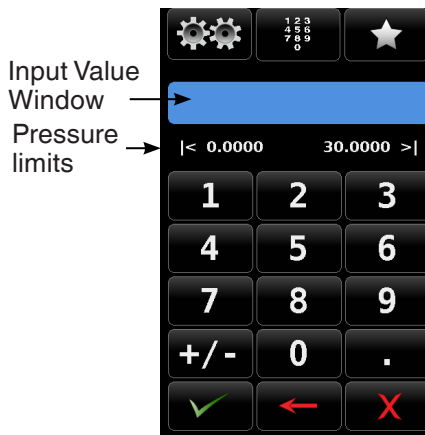 1 2 3
4 5 6
7 8 9
0
Input Value
Window
Pressure
limits
|< 0.0000 30.0000 >|
1 2 3
4 5 6
7 8 9
+/- 0 .
X